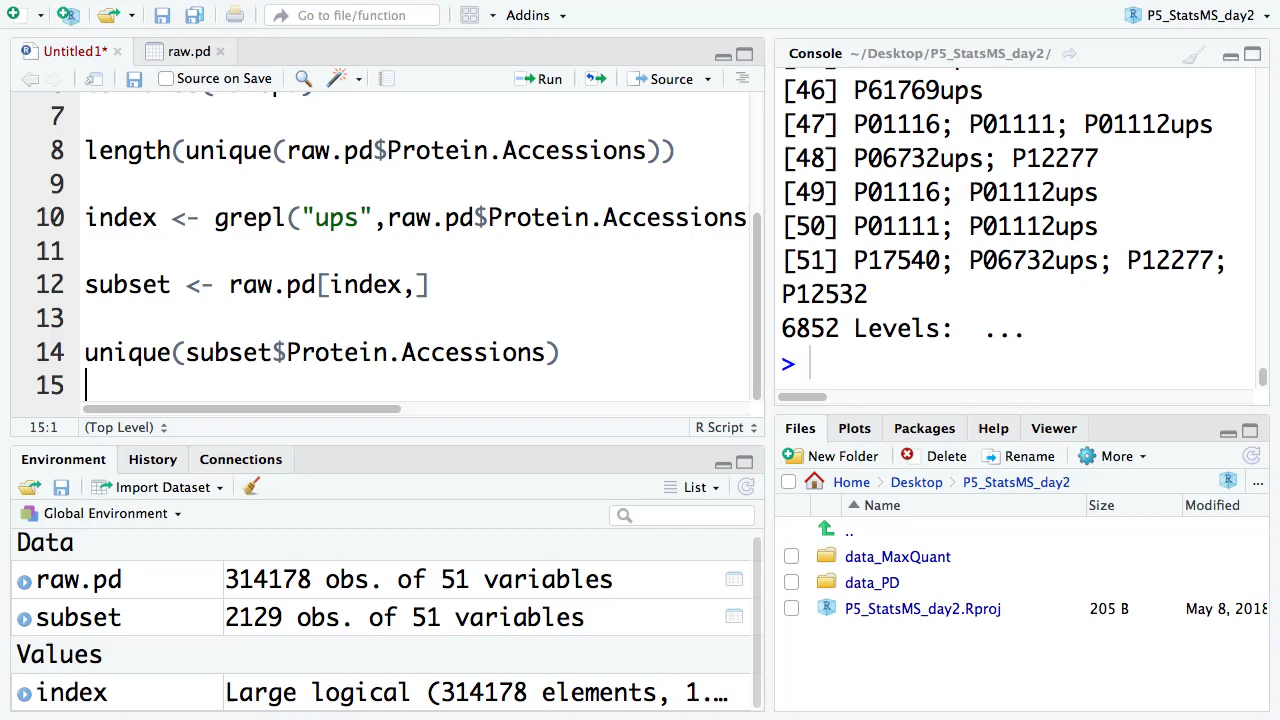 Go to file/function
Addins
P5_StatsMS_day2
Untitled1*
raw.pd
Source on Save
Run
Source
7
8 length(unique(raw.pd$Protein.Accessions))
9
10 index <- grepl("ups",raw.pd$Protein.Accessions
11
12 subset <- raw.pd[index,]
13
14 unique(subset$Protein.Accessions)
15
15:1 (Top Level) R Script
Console ~/Desktop/P5_StatsMS_day2/
[46] P61769ups
[47] P01116; P01111; P01112ups
[48] P06732ups; P12277
[49] P01116; P01112ups
[50] P01111; P01112ups
[51] P17540; P06732ups; P12277;
P12532
6852 Levels: ...
>
Environment History Connections
Import Dataset List
Global Environment
Data
raw.pd 314178 obs. of 51 variables
subset 2129 obs. of 51 variables
Values
index Large logical (314178 elements, 1.…
Files Plots Packages Help Viewer
New Folder Delete Rename More
Home Desktop P5_StatsMS_day2 ...
Name Size Modified
..
data_MaxQuant
data_PD
P5_StatsMS_day2.Rproj 205 B May 8, 2018